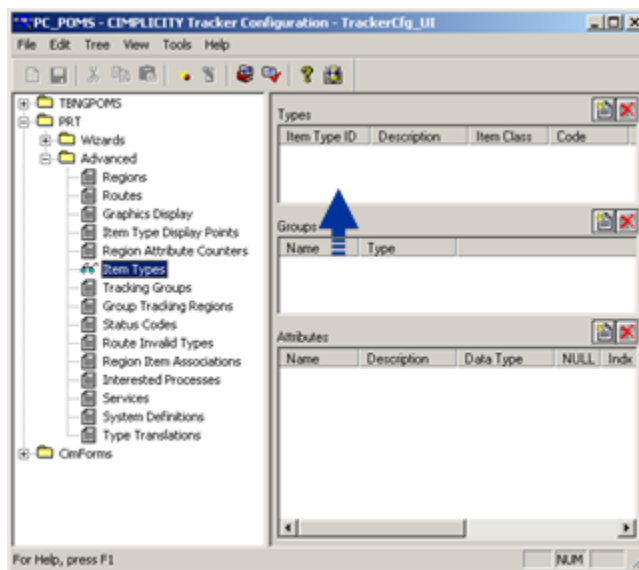 PC_POMS - CIMPLICITY Tracker Configuration - TrackerCfg_UI
File Edit Tree View Tools Help
TBNGPOMS
PRT
Wizards
Advanced
Regions
Routes
Graphics Display
Item Type Display Points
Region Attribute Counters
Item Types
Tracking Groups
Group Tracking Regions
Status Codes
Route Invalid Types
Region Item Associations
Interested Processes
Services
System Definitions
Type Translations
CimForms
Types
Item Type ID Description Item Class Code
Groups
Name Type
Attributes
Name Description Data Type NULL Inde
For Help, press F1
NUM